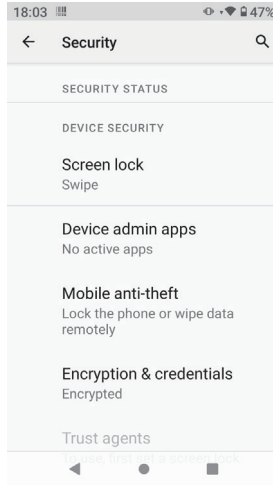 18:03 47%
Security
SECURITY STATUS
DEVICE SECURITY
Screen lock
Swipe
Device admin apps
No active apps
Mobile anti-theft
Lock the phone or wipe data
remotely
Encryption & credentials
Encrypted
Trust agents
To use, first set a screen lock